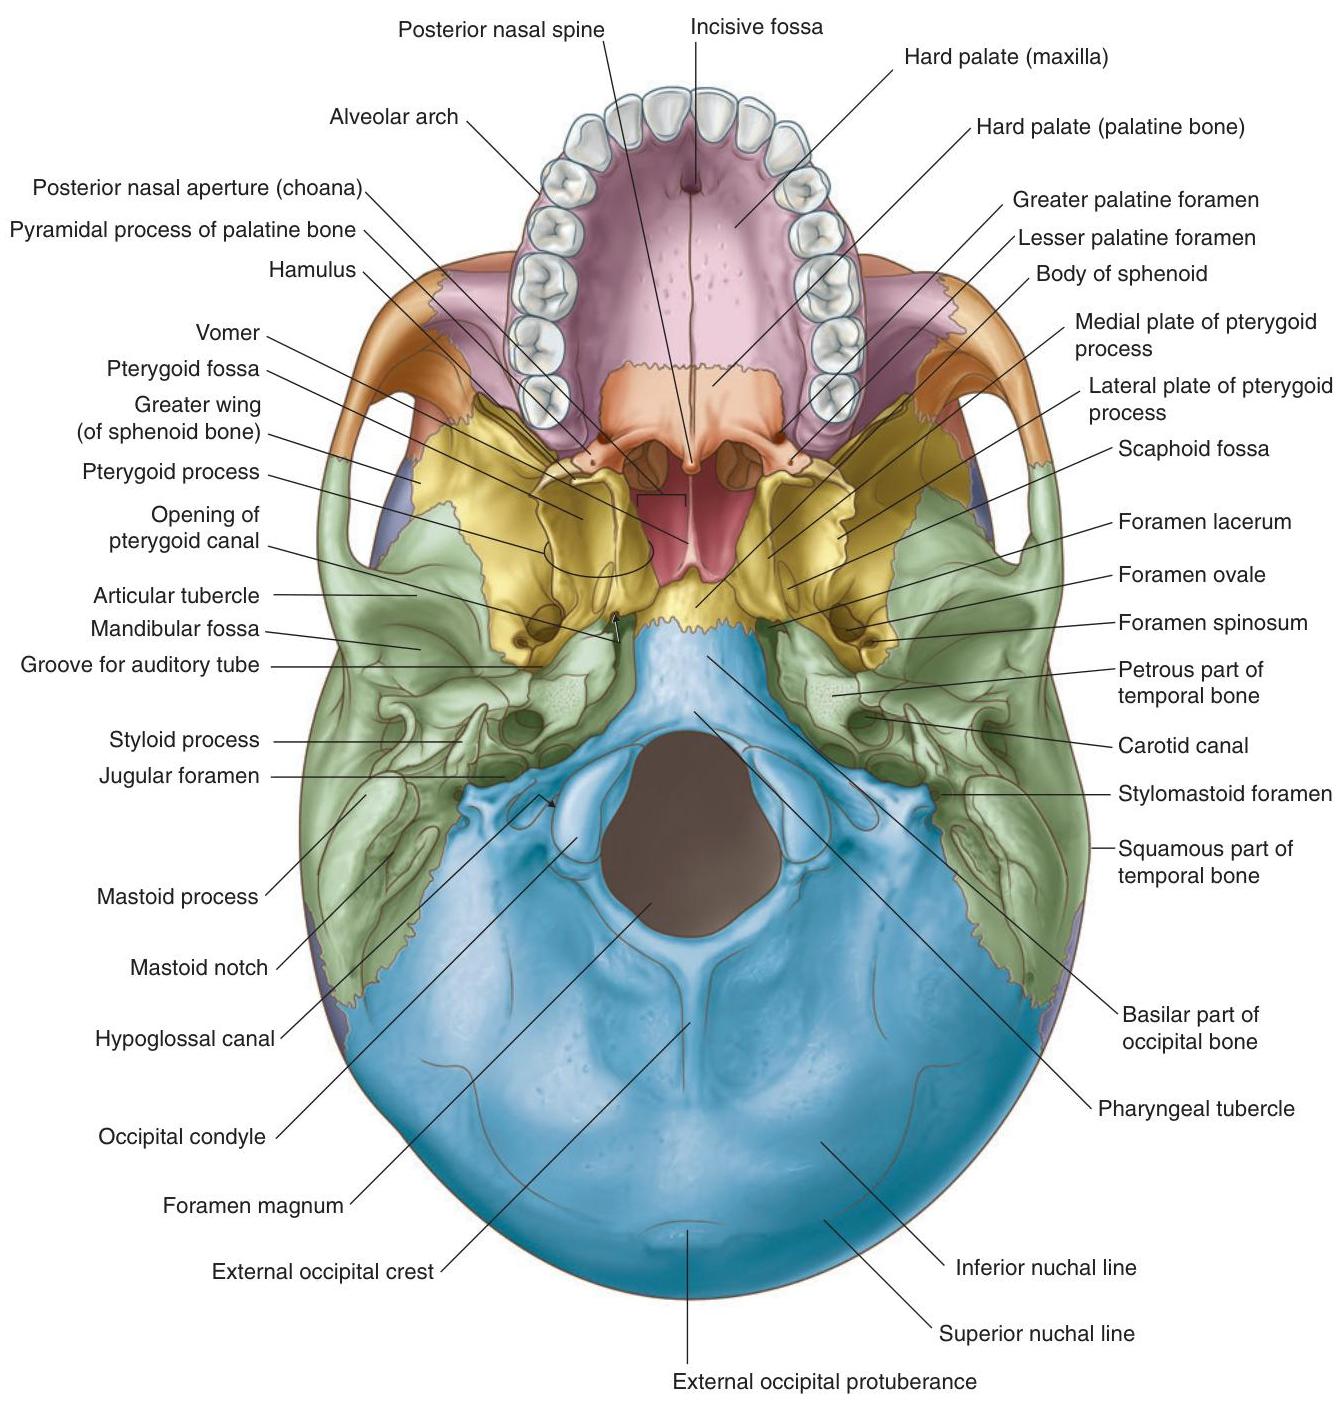 Posterior nasal spine
Incisive fossa
Hard palate (maxilla)
Alveolar arch
Hard palate (palatine bone)
Posterior nasal aperture (choana)
Greater palatine foramen
Pyramidal process of palatine bone
Lesser palatine foramen
Hamulus
Body of sphenoid
Vomer
Medial plate of pterygoid
process
Pterygoid fossa
Lateral plate of pterygoid
process
Greater wing
(of sphenoid bone)
Scaphoid fossa
Pterygoid process
Opening of
pterygoid canal
Foramen lacerum
Foramen ovale
Articular tubercle
Foramen spinosum
Mandibular fossa
Groove for auditory tube
Petrous part of
temporal bone
Styloid process
Carotid canal
Jugular foramen
Stylomastoid foramen
Squamous part of
temporal bone
Mastoid process
Mastoid notch
Hypoglossal canal
Basilar part of
occipital bone
Pharyngeal tubercle
Occipital condyle
Foramen magnum
External occipital crest
Inferior nuchal line
Superior nuchal line
External occipital protuberance